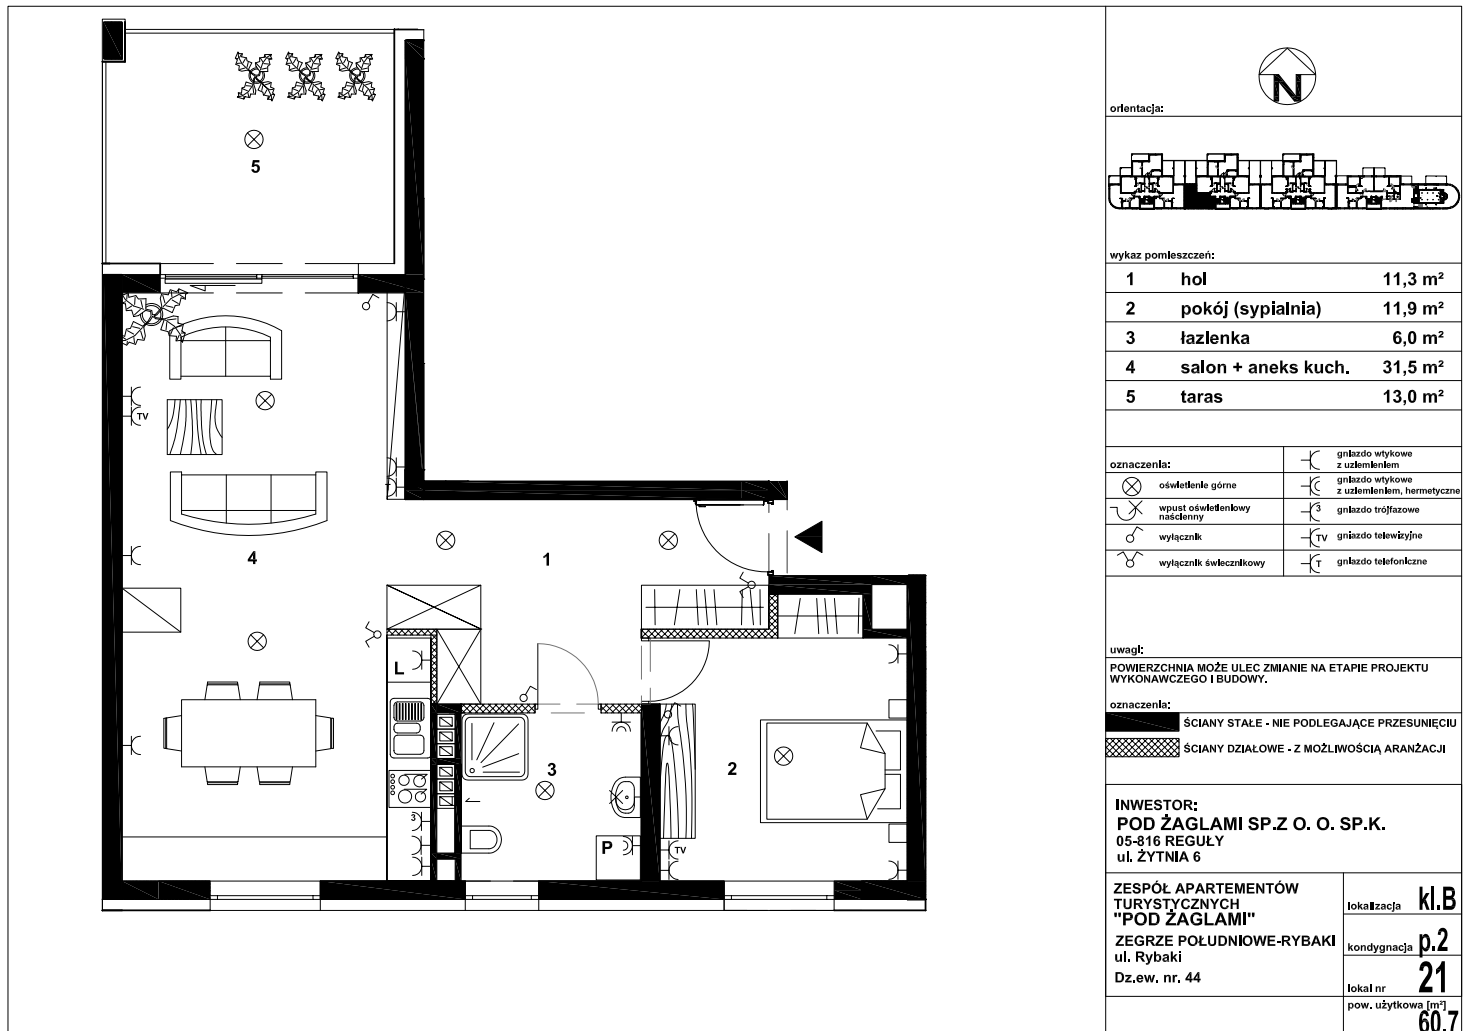 5
TV
4
1
L
3
3
2
P
TV
N
orientacja:
wykaz pomieszczeń:
1 hol 11,3 m²
2 pokój (sypialnia) 11,9 m²
3 łazienka 6,0 m²
4 salon + aneks kuch. 31,5 m²
5 taras 13,0 m²
oznaczenia:
oświetlenie górne
wpust oświetleniowy
naścienny
wyłącznik
wyłącznik świecznikowy
gniazdo wtykowe
z uziemieniem
gniazdo wtykowe
z uziemieniem, hermetyczne
3 gniazdo trójfazowe
TV gniazdo telewizyjne
T gniazdo telefoniczne
uwagi:
POWIERZCHNIA MOŻE ULEC ZMIANIE NA ETAPIE PROJEKTU
WYKONAWCZEGO I BUDOWY.
oznaczenia:
ŚCIANY STAŁE - NIE PODLEGAJĄCE PRZESUNIĘCIU
ŚCIANY DZIAŁOWE - Z MOŻLIWOŚCIĄ ARANŻACJI
INWESTOR:
POD ŻAGLAMI SP.Z O. O. SP.K.
05-816 REGUŁY
ul. ŻYTNIA 6
ZESPÓŁ APARTEMENTÓW
TURYSTYCZNYCH
"POD ŻAGLAMI"
ZEGRZE POŁUDNIOWE-RYBAKI
ul. Rybaki
Dz.ew. nr. 44
lokalizacja kl.B
kondygnacja p.2
lokal nr 21
pow. użytkowa [m²]
60,7